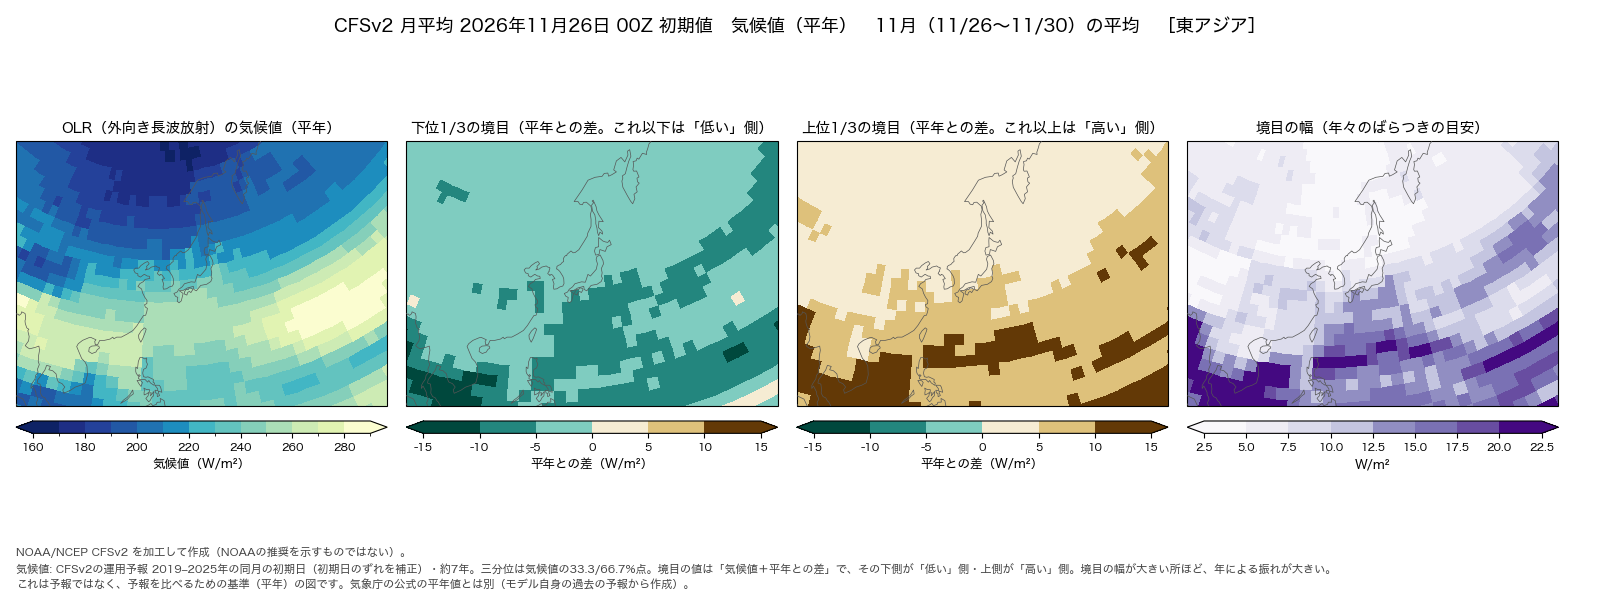 CFSv2 月平均 2026年11月26日 00Z 初期値　気候値（平年）　11月（11/26～11/30）の平均　［東アジア］
OLR（外向き長波放射）の気候値（平年）
下位1/3の境目（平年との差。これ以下は「低い」側）
上位1/3の境目（平年との差。これ以上は「高い」側）
境目の幅（年々のばらつきの目安）
160 180 200 220 240 260 280
気候値（W/m²）
-15 -10 -5 0 5 10 15
平年との差（W/m²）
-15 -10 -5 0 5 10 15
平年との差（W/m²）
2.5 5.0 7.5 10.0 12.5 15.0 17.5 20.0 22.5
W/m²
NOAA/NCEP CFSv2 を加工して作成（NOAAの推奨を示すものではない）。
気候値: CFSv2の運用予報 2019–2025年の同月の初期日（初期日のずれを補正）・約7年。三分位は気候値の33.3/66.7%点。境目の値は「気候値＋平年との差」で、その下側が「低い」側・上側が「高い」側。境目の幅が大きい所ほど、年による振れが大きい。
これは予報ではなく、予報を比べるための基準（平年）の図です。気象庁の公式の平年値とは別（モデル自身の過去の予報から作成）。